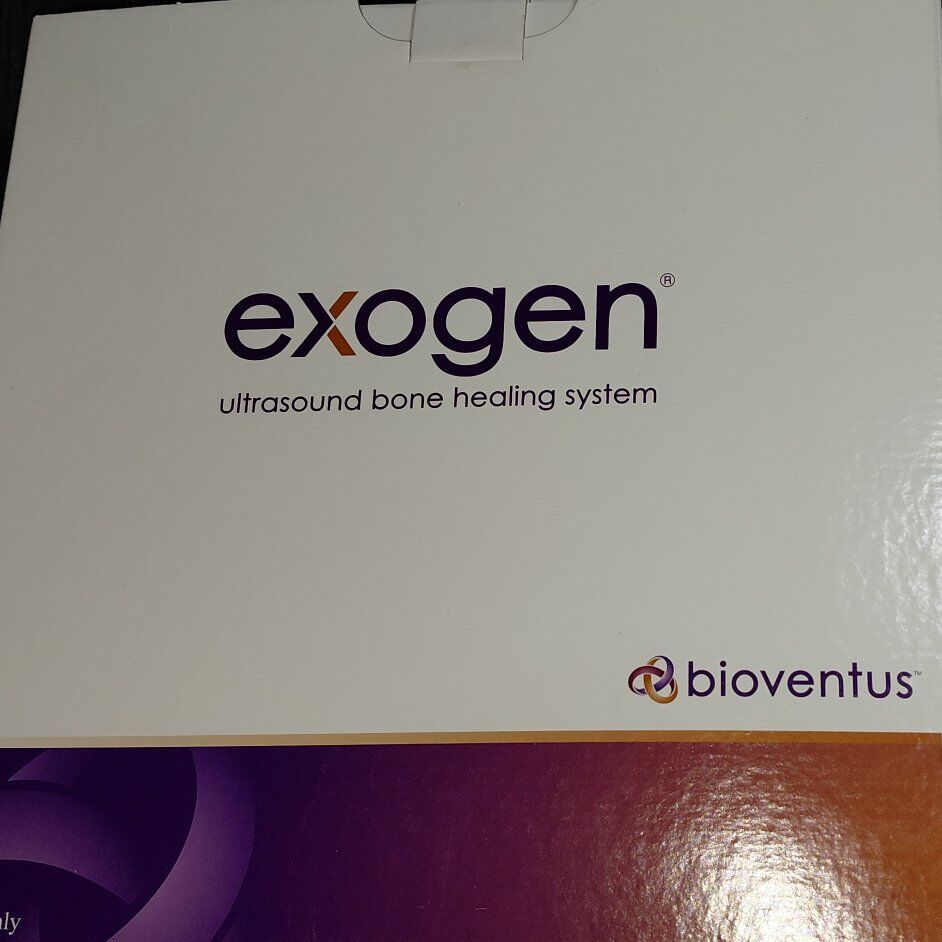 exogen®
ultrasound bone healing system
bioventus™